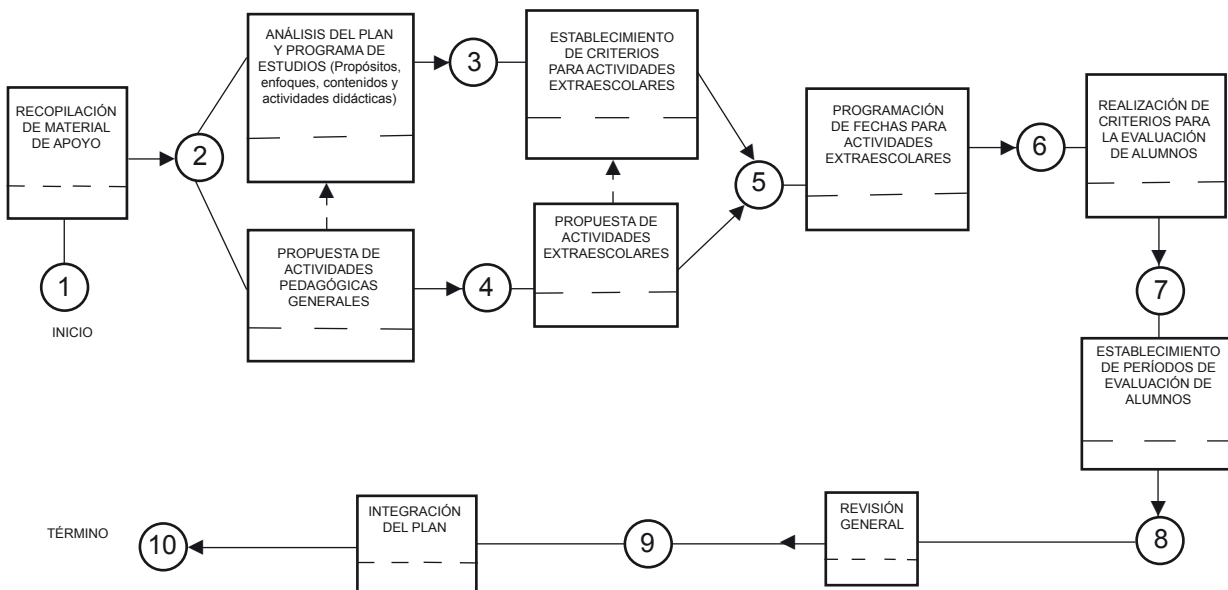 RECOPILACIÓN
DE MATERIAL
DE APOYO
1
INICIO
2
ANÁLISIS DEL PLAN
Y PROGRAMA DE
ESTUDIOS (Propósitos,
enfoques, contenidos y
actividades didácticas)
3
ESTABLECIMIENTO
DE CRITERIOS
PARA ACTIVIDADES
EXTRAESCOLARES
PROPUESTA DE
ACTIVIDADES
PEDAGÓGICAS
GENERALES
4
PROPUESTA DE
ACTIVIDADES
EXTRAESCOLARES
5
PROGRAMACIÓN
DE FECHAS PARA
ACTIVIDADES
EXTRAESCOLARES
6
REALIZACIÓN DE
CRITERIOS PARA
LA EVALUACIÓN
DE ALUMNOS
7
ESTABLECIMIENTO
DE PERÍODOS DE
EVALUACIÓN DE
ALUMNOS
8
REVISIÓN
GENERAL
9
INTEGRACIÓN
DEL PLAN
10
TÉRMINO